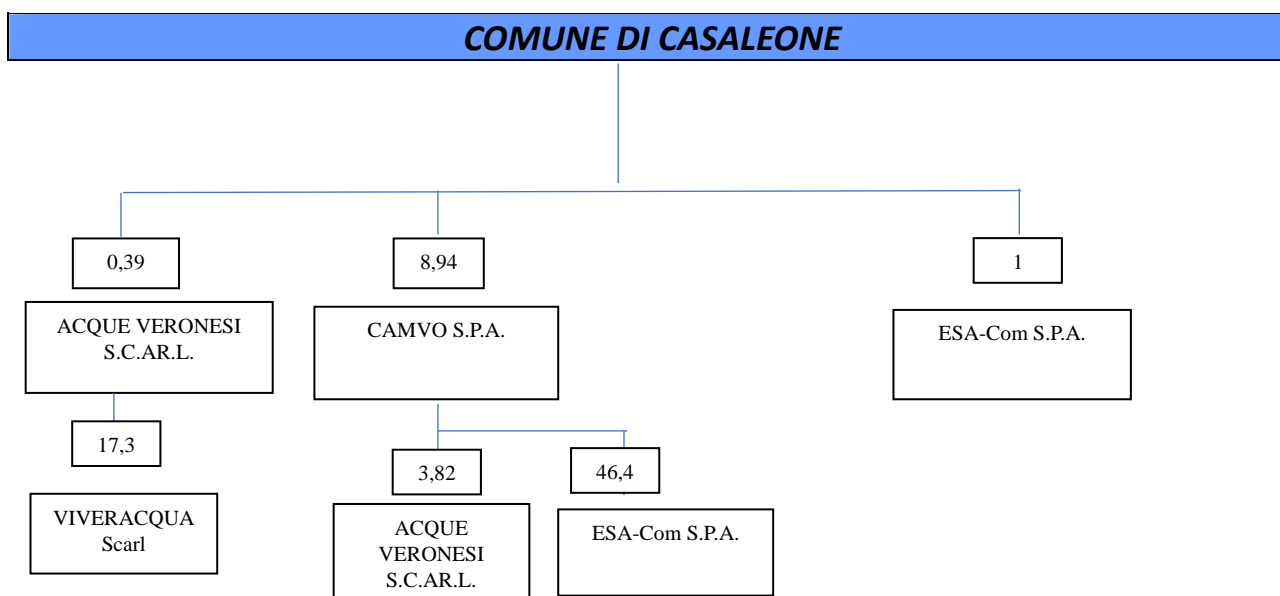 COMUNE DI CASALEONE
0,39
8,94
1
ACQUE VERONESI
S.C.AR.L.
CAMVO S.P.A.
ESA-Com S.P.A.
17,3
3,82
46,4
VIVERACQUA
Scarl
ACQUE
VERONESI
S.C.AR.L.
ESA-Com S.P.A.